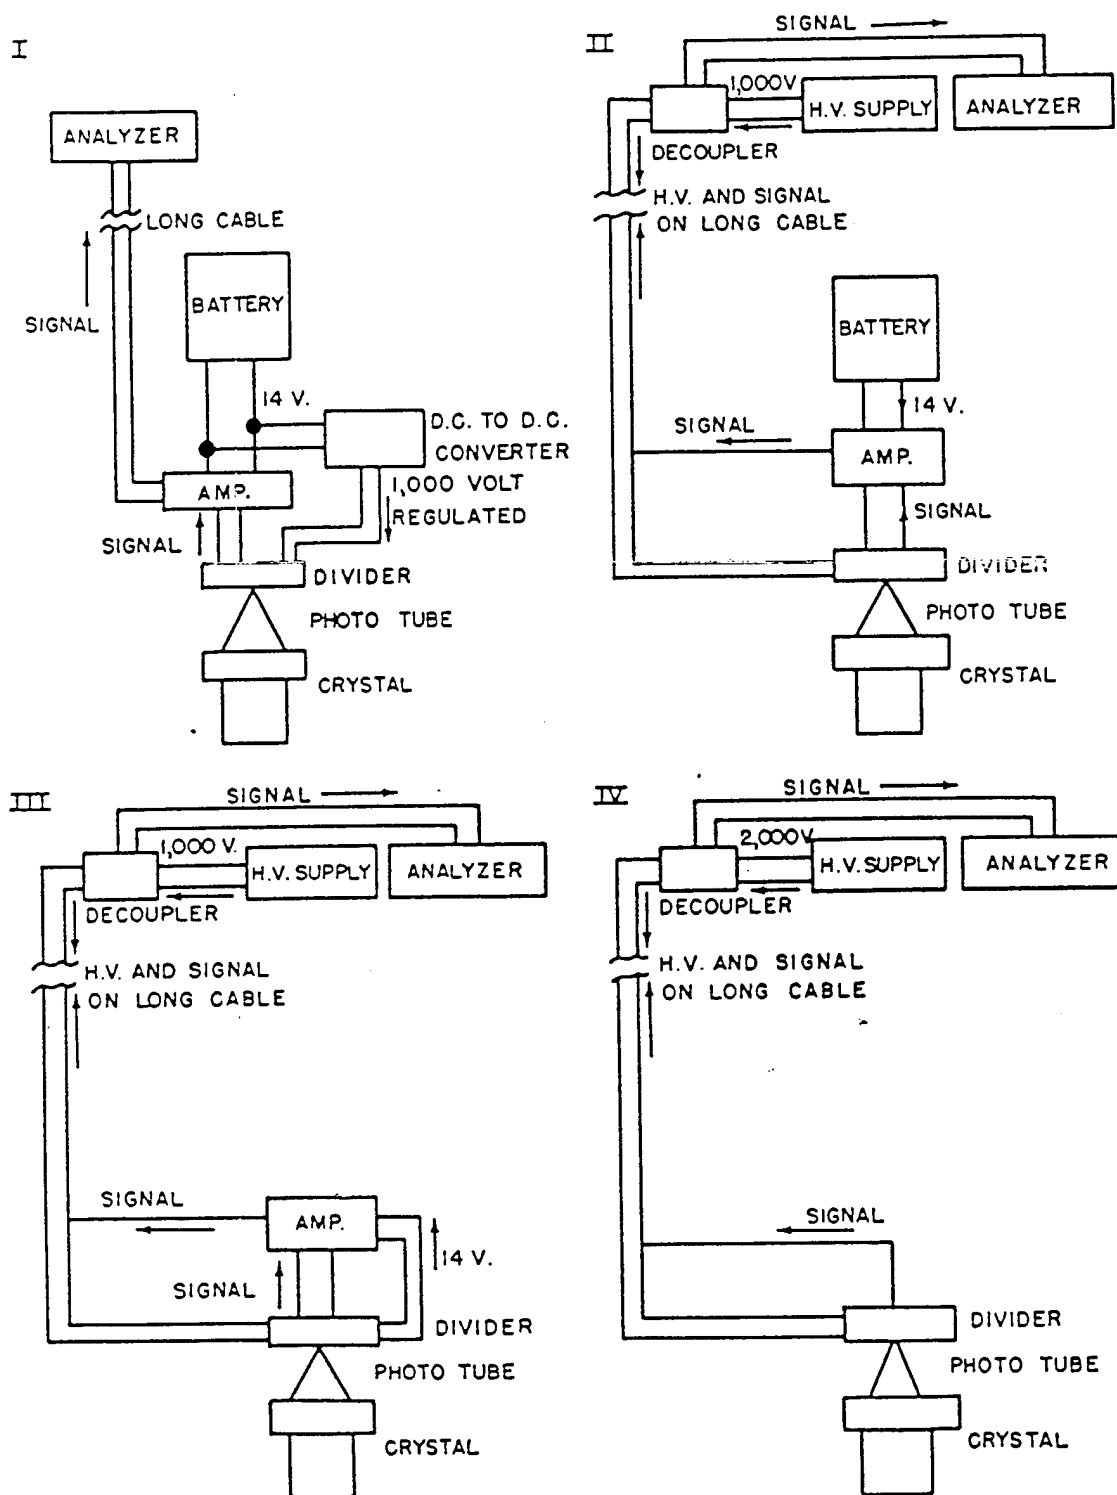 I
ANALYZER
LONG CABLE
SIGNAL
BATTERY
14 V.
D.C. TO D.C.
CONVERTER
1,000 VOLT
REGULATED
AMP.
SIGNAL
DIVIDER
PHOTO TUBE
CRYSTAL
II
SIGNAL
1,000V
H.V. SUPPLY
ANALYZER
DECOUPLER
H.V. AND SIGNAL
ON LONG CABLE
BATTERY
14 V.
SIGNAL
AMP.
SIGNAL
DIVIDER
PHOTO TUBE
CRYSTAL
III
SIGNAL
1,000 V.
H.V. SUPPLY
ANALYZER
DECOUPLER
H.V. AND SIGNAL
ON LONG CABLE
SIGNAL
AMP.
14 V.
SIGNAL
DIVIDER
PHOTO TUBE
CRYSTAL
IV
SIGNAL
2,000V
H.V. SUPPLY
ANALYZER
DECOUPLER
H.V. AND SIGNAL
ON LONG CABLE
SIGNAL
DIVIDER
PHOTO TUBE
CRYSTAL